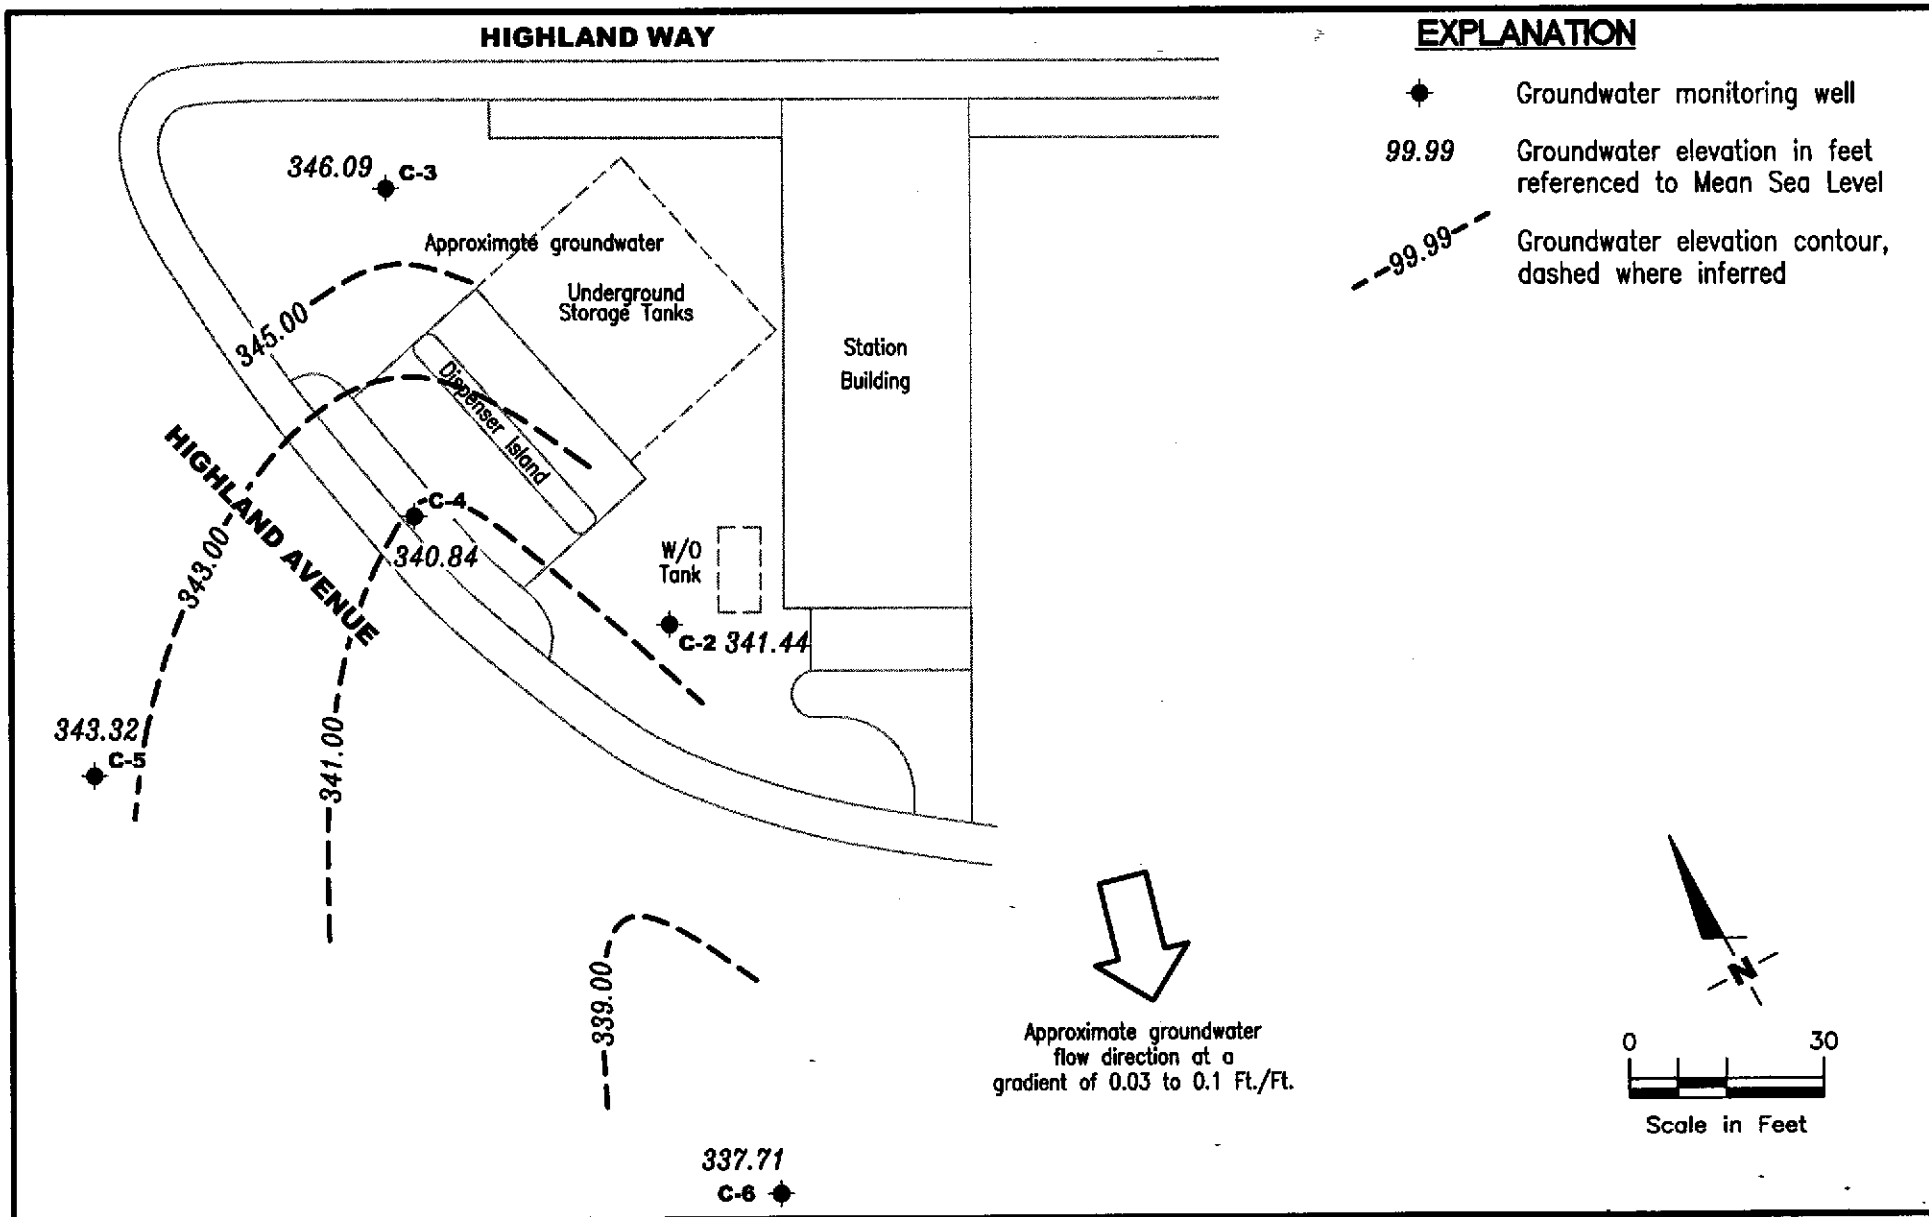 HIGHLAND WAY
EXPLANATION
Groundwater monitoring well
99.99
Groundwater elevation in feet
referenced to Mean Sea Level
99.99
Groundwater elevation contour,
dashed where inferred
346.09
C-3
Approximate groundwater
Underground
Storage Tanks
345.00
Dispenser Island
Station
Building
HIGHLAND AVENUE
343.00
C-4
340.84
W/O
Tank
C-2 341.44
343.32
C-5
341.00
339.00
Approximate groundwater
flow direction at a
gradient of 0.03 to 0.1 Ft./Ft.
N
0 30
Scale in Feet
337.71
C-6